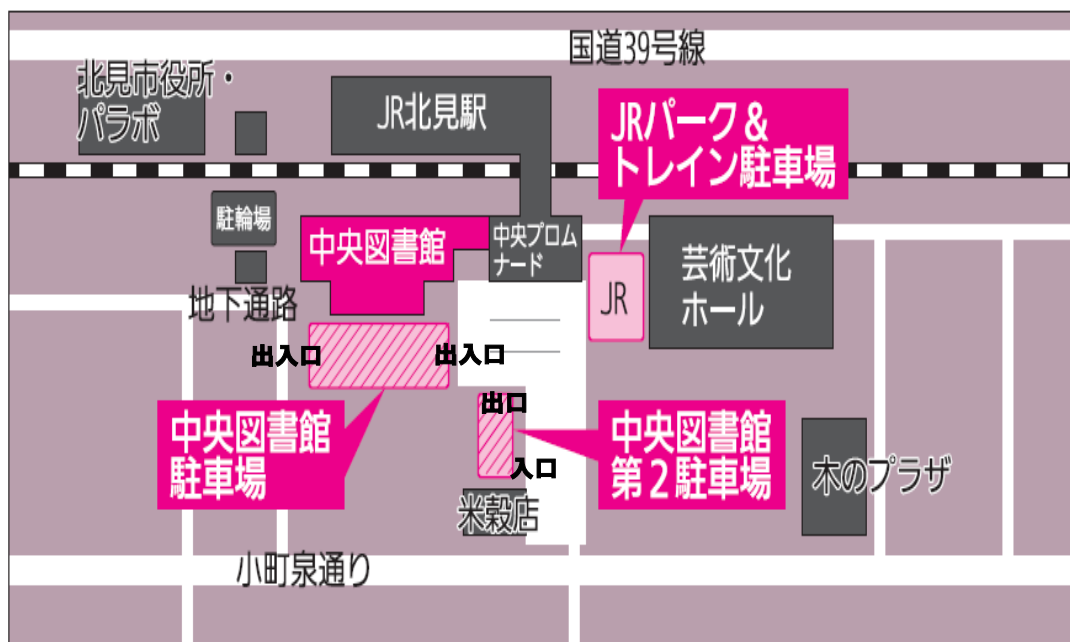 国道39号線
北見市役所・
パラボ
JR北見駅
JRパーク&
トレイン駐車場
駐輪場
中央図書館
中央プロム
ナード
芸術文化
ホール
JR
地下通路
出入口
出入口
出口
入口
中央図書館
駐車場
中央図書館
第2駐車場
木のプラザ
米穀店
小町泉通り